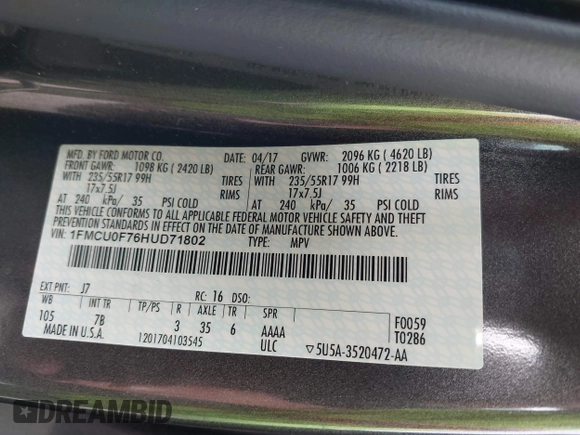 MFD. BY FORD MOTOR CO. DATE: 04/17 GVWR: 2096 KG ( 4620 LB)
FRONT GAWR: 1098 KG ( 2420 LB) REAR GAWR: 1006 KG ( 2218 LB)
WITH 235/55R17 99H TIRES WITH 235/55R17 99H TIRES
17x7.5J RIMS 17x7.5J RIMS
AT 240 kPa/ 35 PSI COLD AT 240 kPa/ 35 PSI COLD
THIS VEHICLE CONFORMS TO ALL APPLICABLE FEDERAL MOTOR VEHICLE SAFETY AND THEFT
PREVENTION STANDARDS IN EFFECT ON THE DATE OF MANUFACTURE SHOWN ABOVE.
VIN: 1FMCU0F76HUD71802 TYPE: MPV
EXT PNT: J7 RC: 16 DSO:
WB INT TR TP/PS R AXLE TR SPR F0059
105 7B 3 35 6 AAAA T0286
MADE IN U.S.A. 1201704103545 ULC 5U5A-3520472-AA
DREAMBID